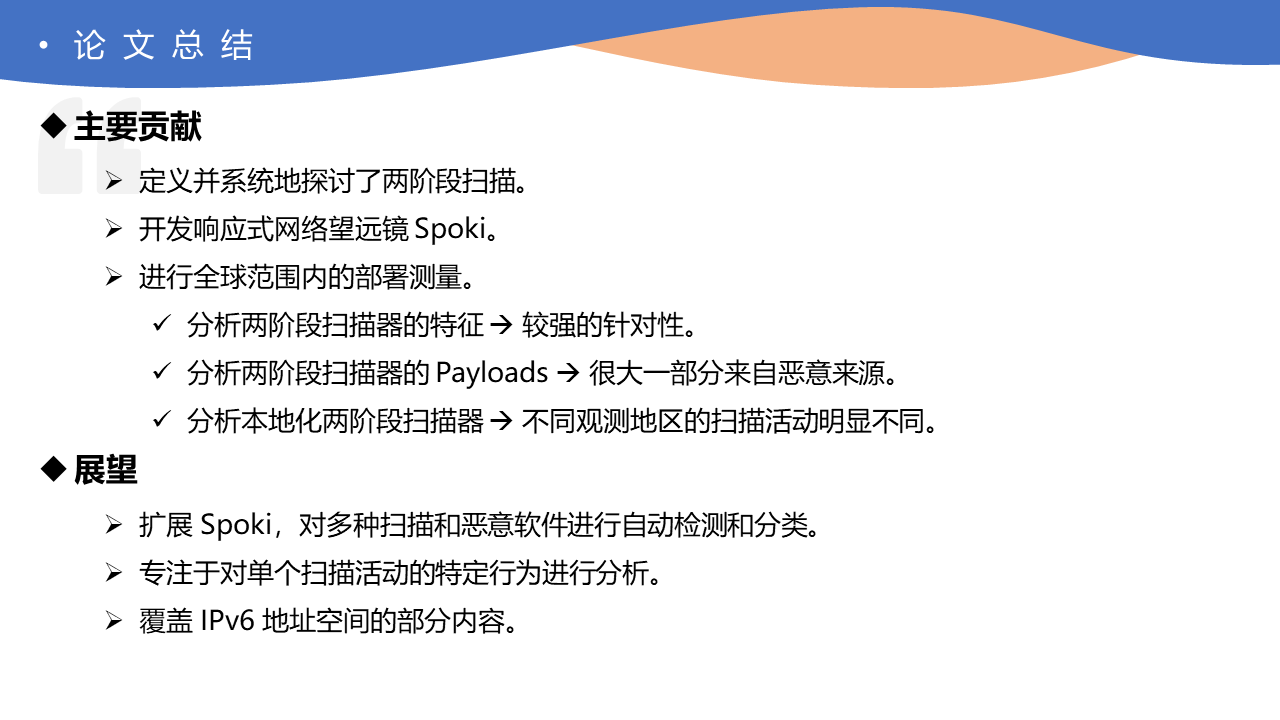 • 论文总结
◆ 主要贡献
➢ 定义并系统地探讨了两阶段扫描。
➢ 开发响应式网络望远镜 Spoki。
➢ 进行全球范围内的部署测量。
✓ 分析两阶段扫描器的特征 → 较强的针对性。
✓ 分析两阶段扫描器的 Payloads → 很大一部分来自恶意来源。
✓ 分析本地化两阶段扫描器 → 不同观测地区的扫描活动明显不同。
◆ 展望
➢ 扩展 Spoki，对多种扫描和恶意软件进行自动检测和分类。
➢ 专注于对单个扫描活动的特定行为进行分析。
➢ 覆盖 IPv6 地址空间的部分内容。